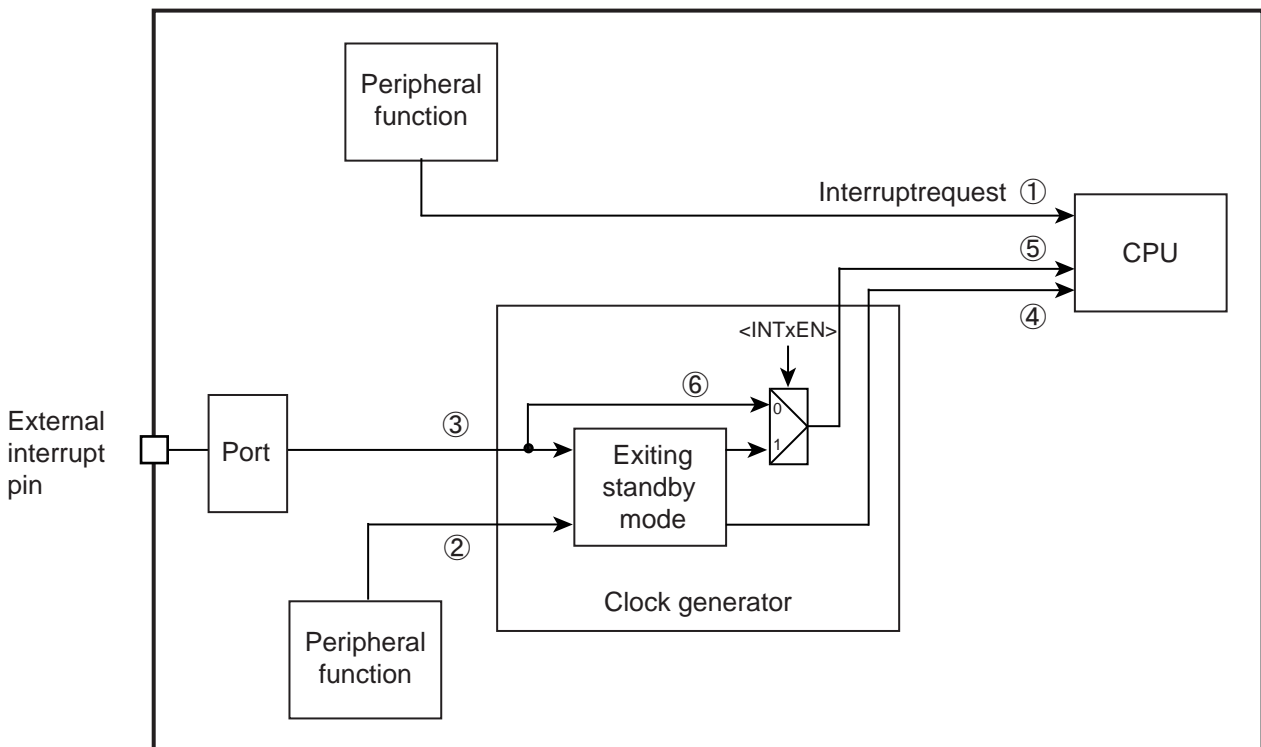 Peripheral
function
Interruptrequest ①
CPU
⑤
④
<INTxEN>
⑥
0
External
interrupt
pin
Port
③
1
Exiting
standby
mode
②
Clock generator
Peripheral
function